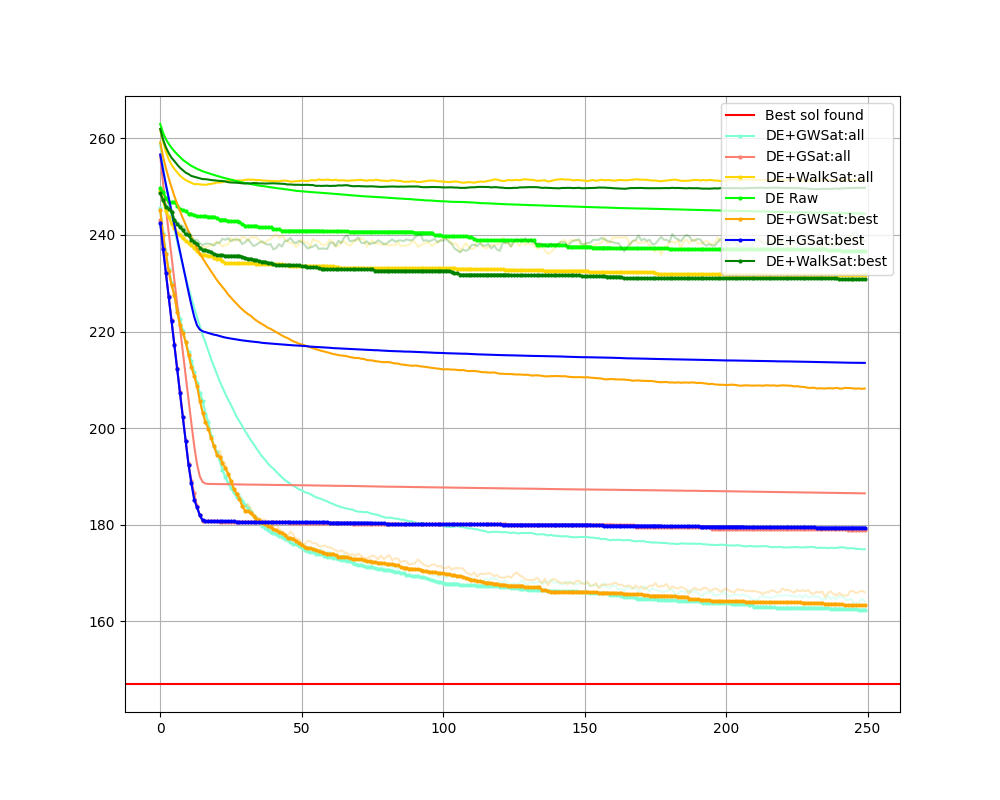 260
240
220
200
180
160
0 50 100 150 200 250
Best sol found
DE+GWSat:all
DE+GSat:all
DE+WalkSat:all
DE Raw
DE+GWSat:best
DE+GSat:best
DE+WalkSat:best